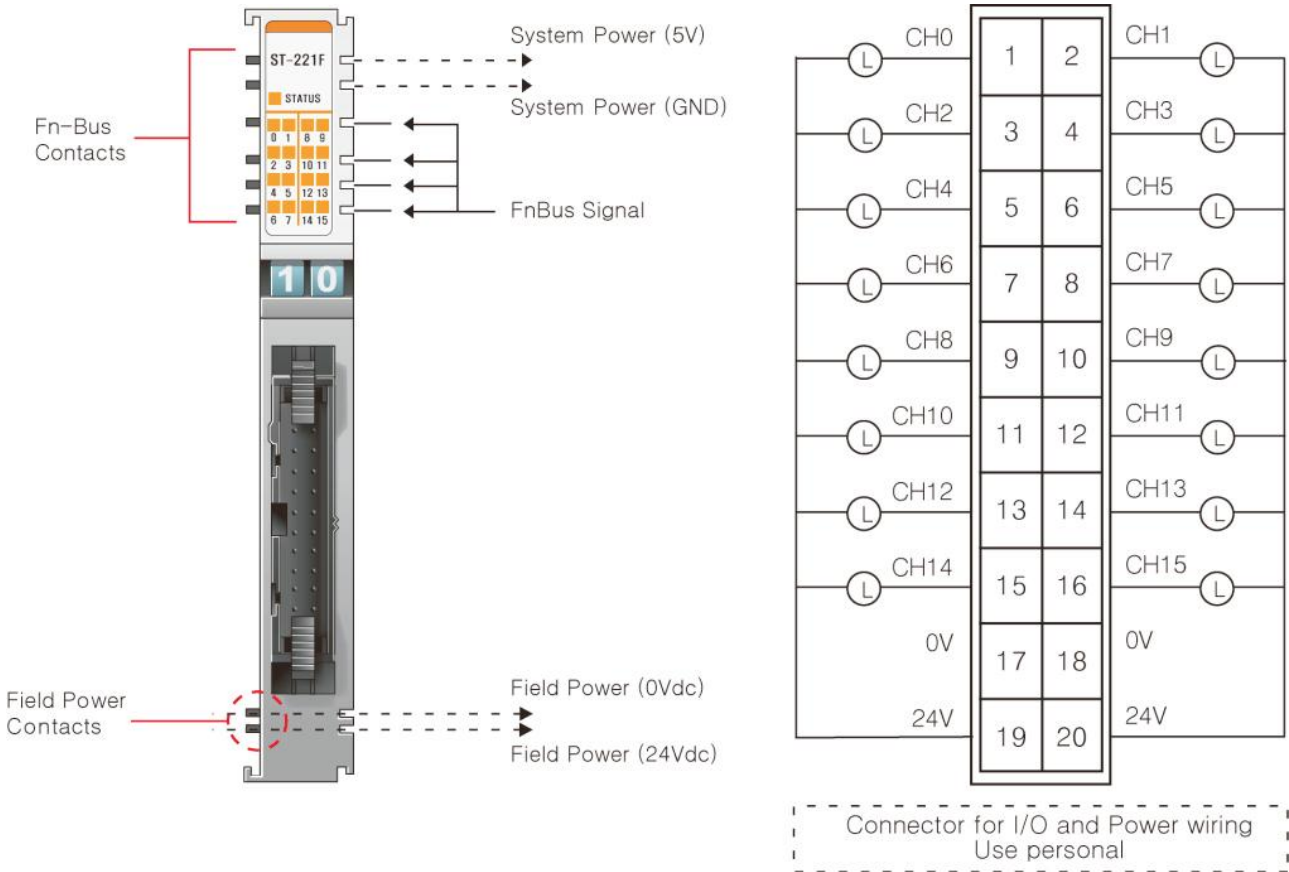 ST-221F
STATUS
0 1 8 9
2 3 10 11
4 5 12 13
6 7 14 15
10
Fn-Bus
Contacts
System Power (5V)
System Power (GND)
FnBus Signal
Field Power
Contacts
Field Power (0Vdc)
Field Power (24Vdc)
CH0 L 1 2 CH1 L
CH2 L 3 4 CH3 L
CH4 L 5 6 CH5 L
CH6 L 7 8 CH7 L
CH8 L 9 10 CH9 L
CH10 L 11 12 CH11 L
CH12 L 13 14 CH13 L
CH14 L 15 16 CH15 L
0V 17 18 0V
24V 19 20 24V
Connector for I/O and Power wiring
Use personal